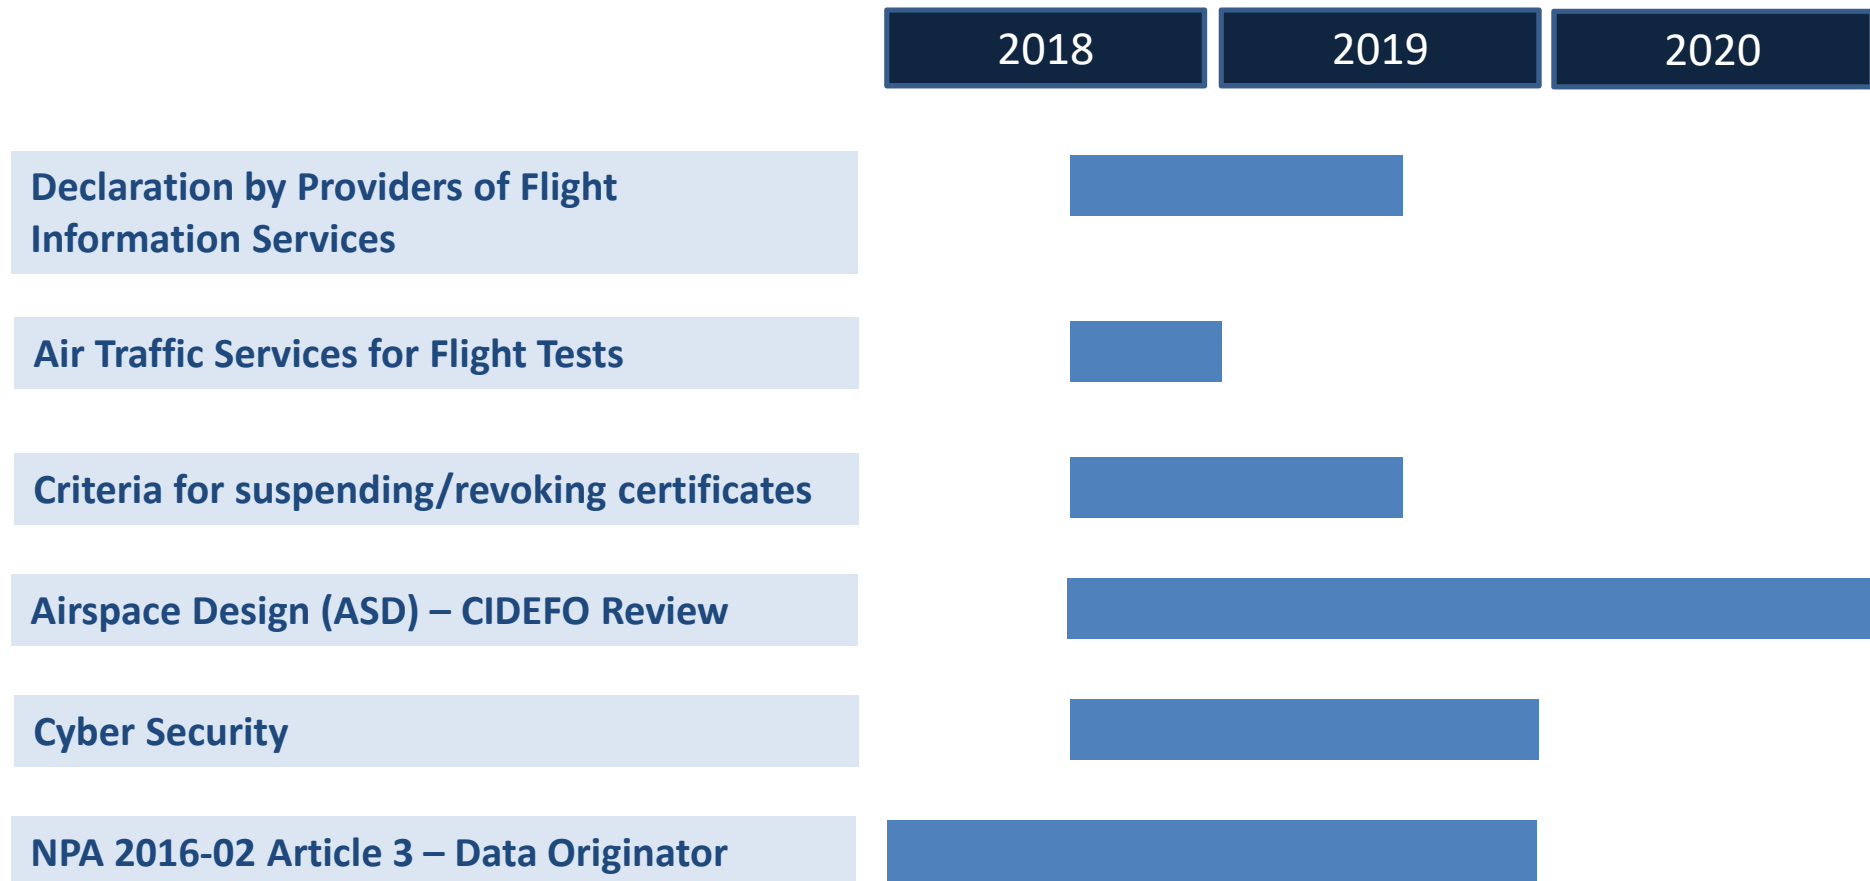 2018
2019
2020
Declaration by Providers of Flight
Information Services
Air Traffic Services for Flight Tests
Criteria for suspending/revoking certificates
Airspace Design (ASD) – CIDEFO Review
Cyber Security
NPA 2016-02 Article 3 – Data Originator